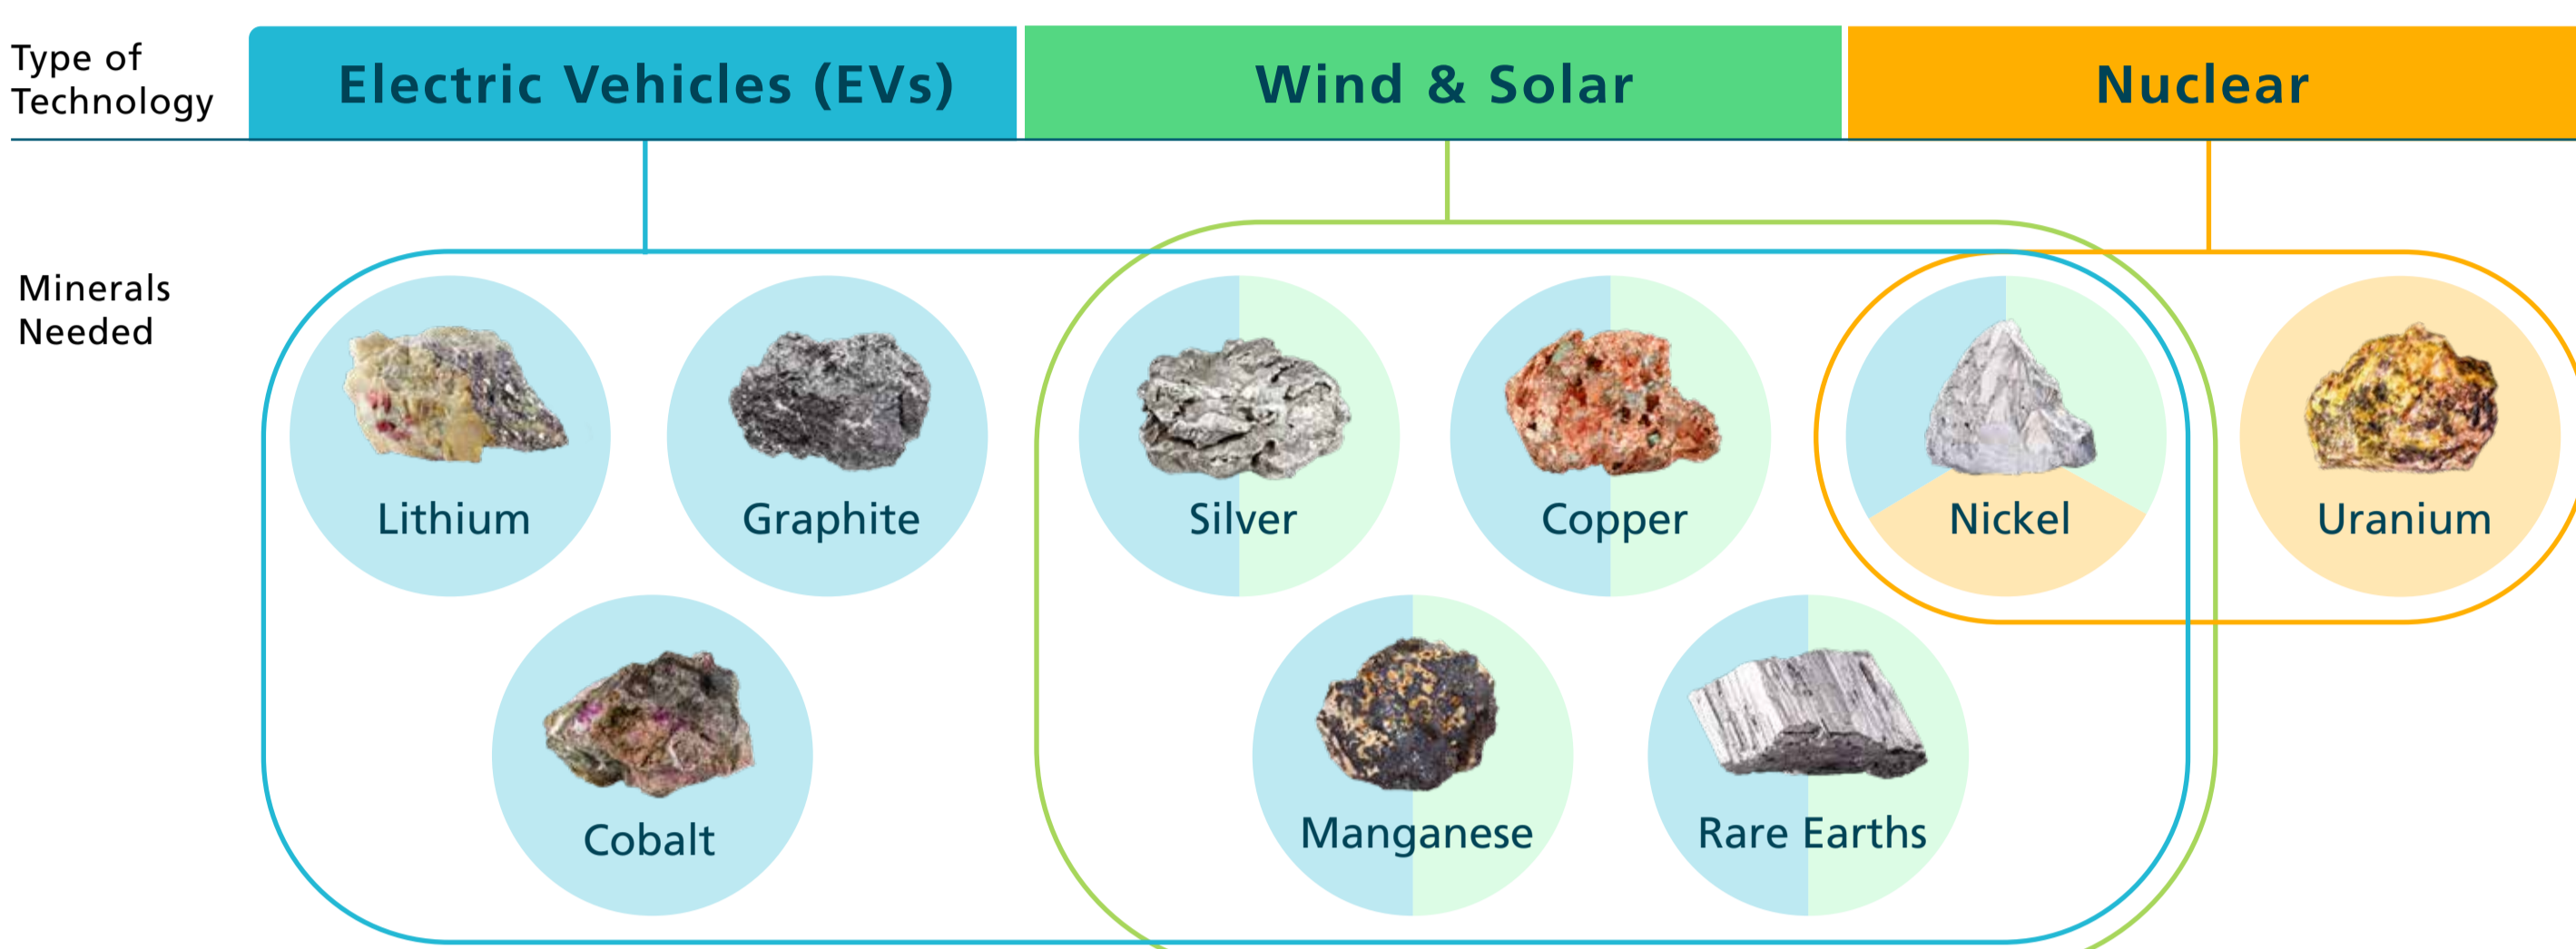 Type of
Technology
Electric Vehicles (EVs)
Wind & Solar
Nuclear
Minerals
Needed
Lithium
Graphite
Silver
Copper
Nickel
Uranium
Cobalt
Manganese
Rare Earths